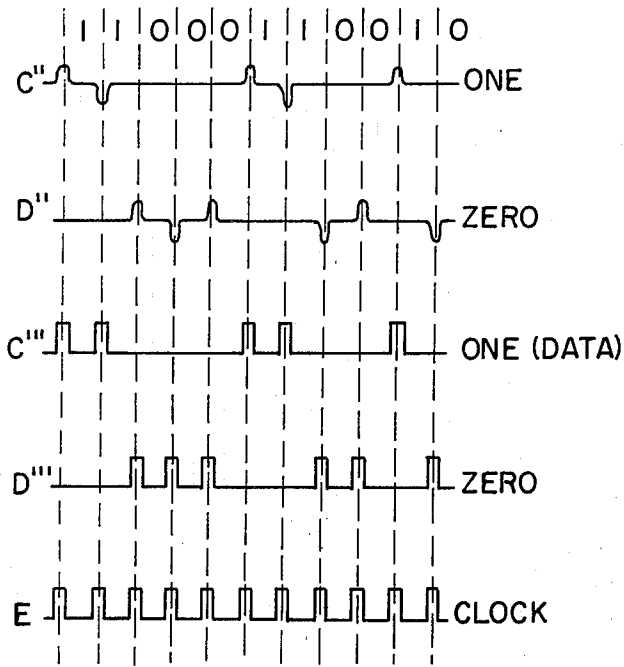 1 1 0 0 0 1 1 0 0 1 0
C'' ONE
D'' ZERO
C''' ONE (DATA)
D''' ZERO
E CLOCK